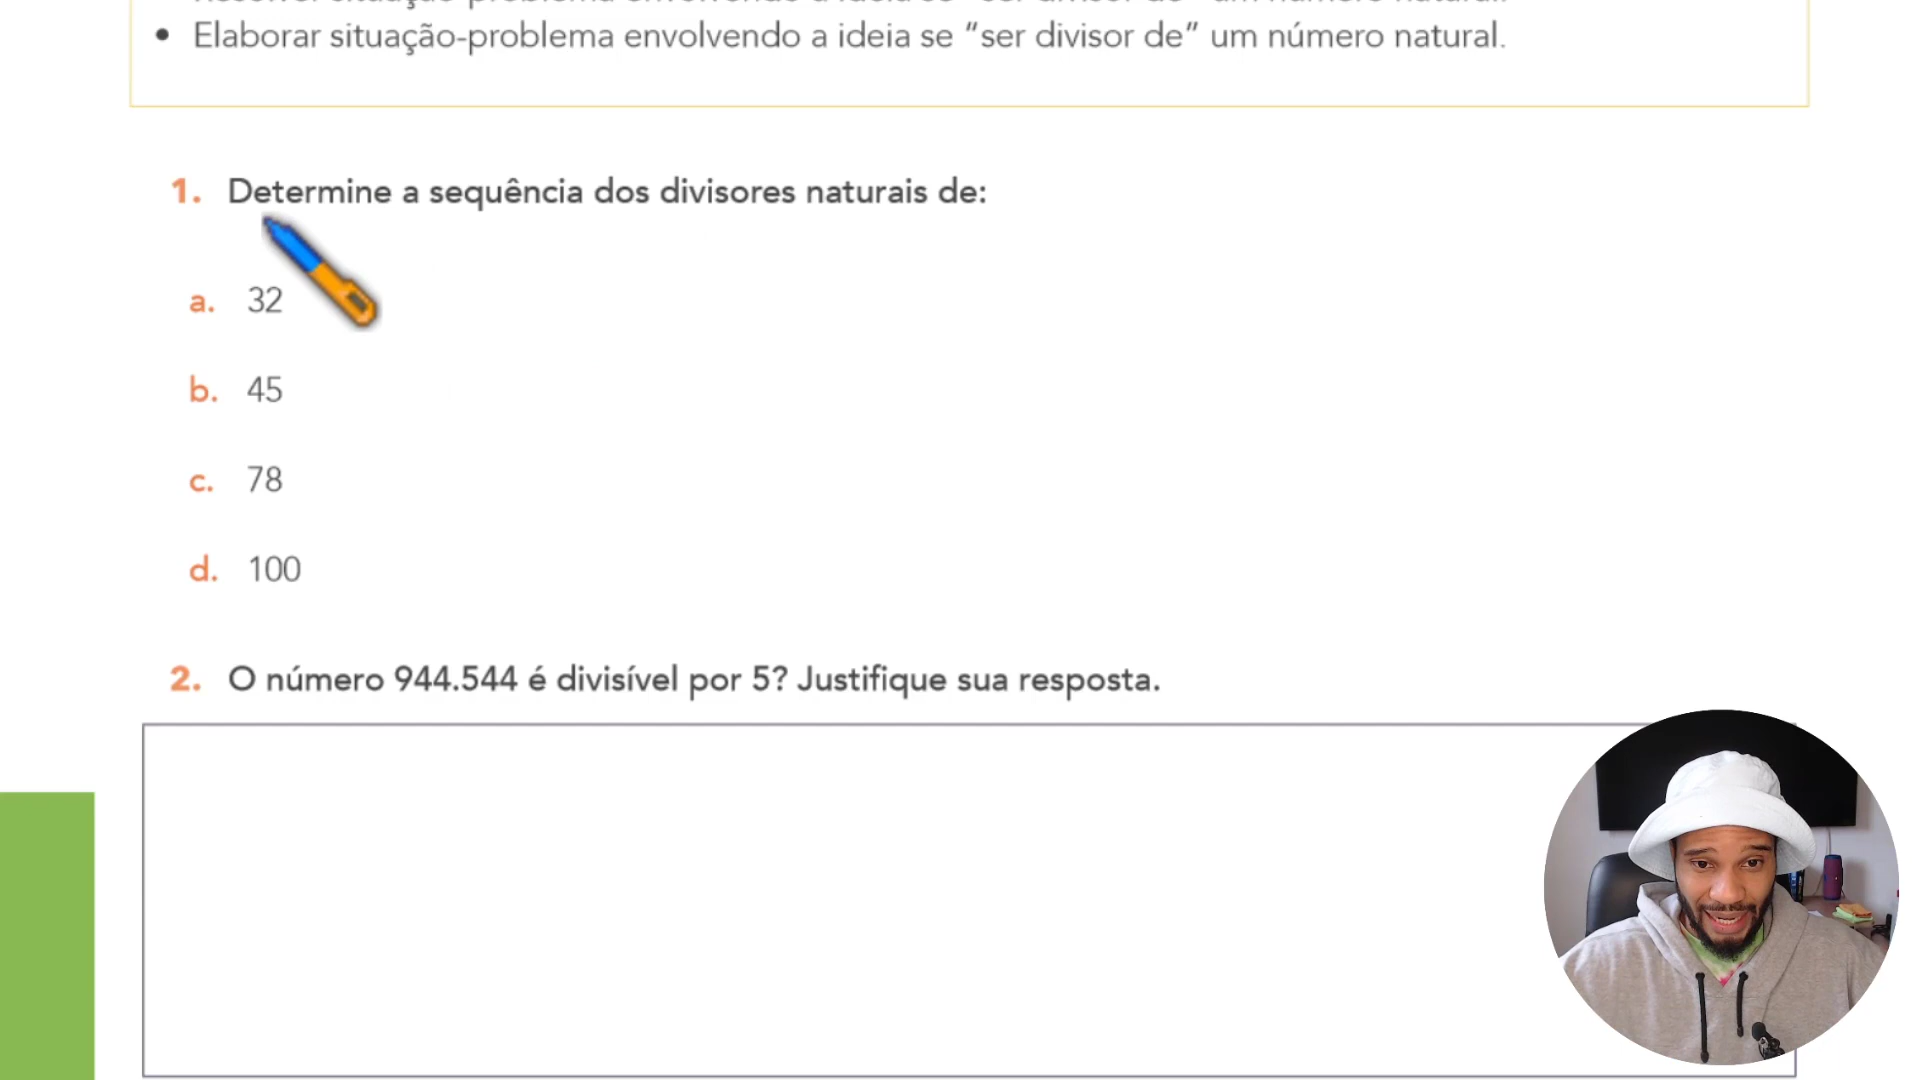 • Elaborar situação-problema envolvendo a ideia se “ser divisor de” um número natural.
1. Determine a sequência dos divisores naturais de:
a. 32
b. 45
c. 78
d. 100
2. O número 944.544 é divisível por 5? Justifique sua resposta.